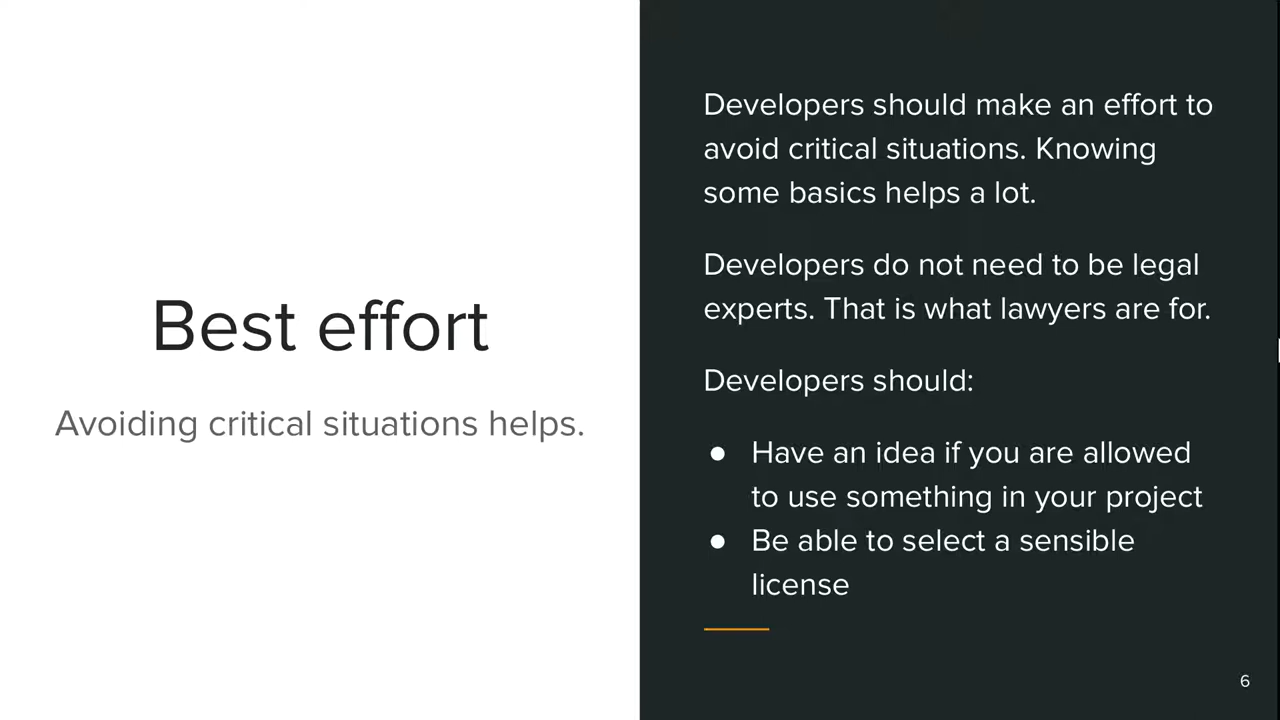 Best effort
Avoiding critical situations helps.
Developers should make an effort to
avoid critical situations. Knowing
some basics helps a lot.
Developers do not need to be legal
experts. That is what lawyers are for.
Developers should:
● Have an idea if you are allowed
to use something in your project
● Be able to select a sensible
license
6